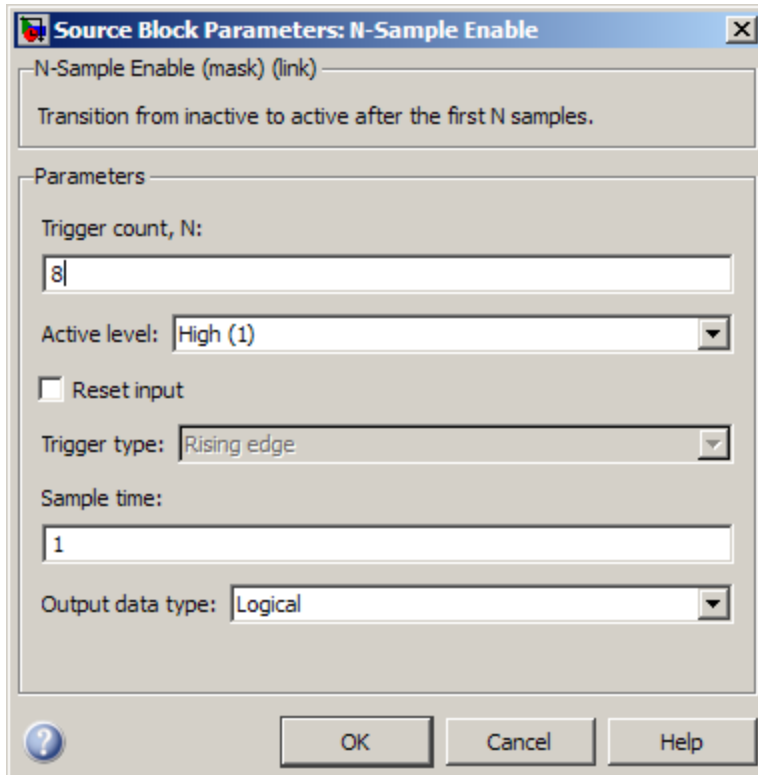 Source Block Parameters: N-Sample Enable
N-Sample Enable (mask) (link)
Transition from inactive to active after the first N samples.
Parameters
Trigger count, N:
8
Active level: High (1)
Reset input
Trigger type: Rising edge
Sample time:
1
Output data type: Logical
OK Cancel Help